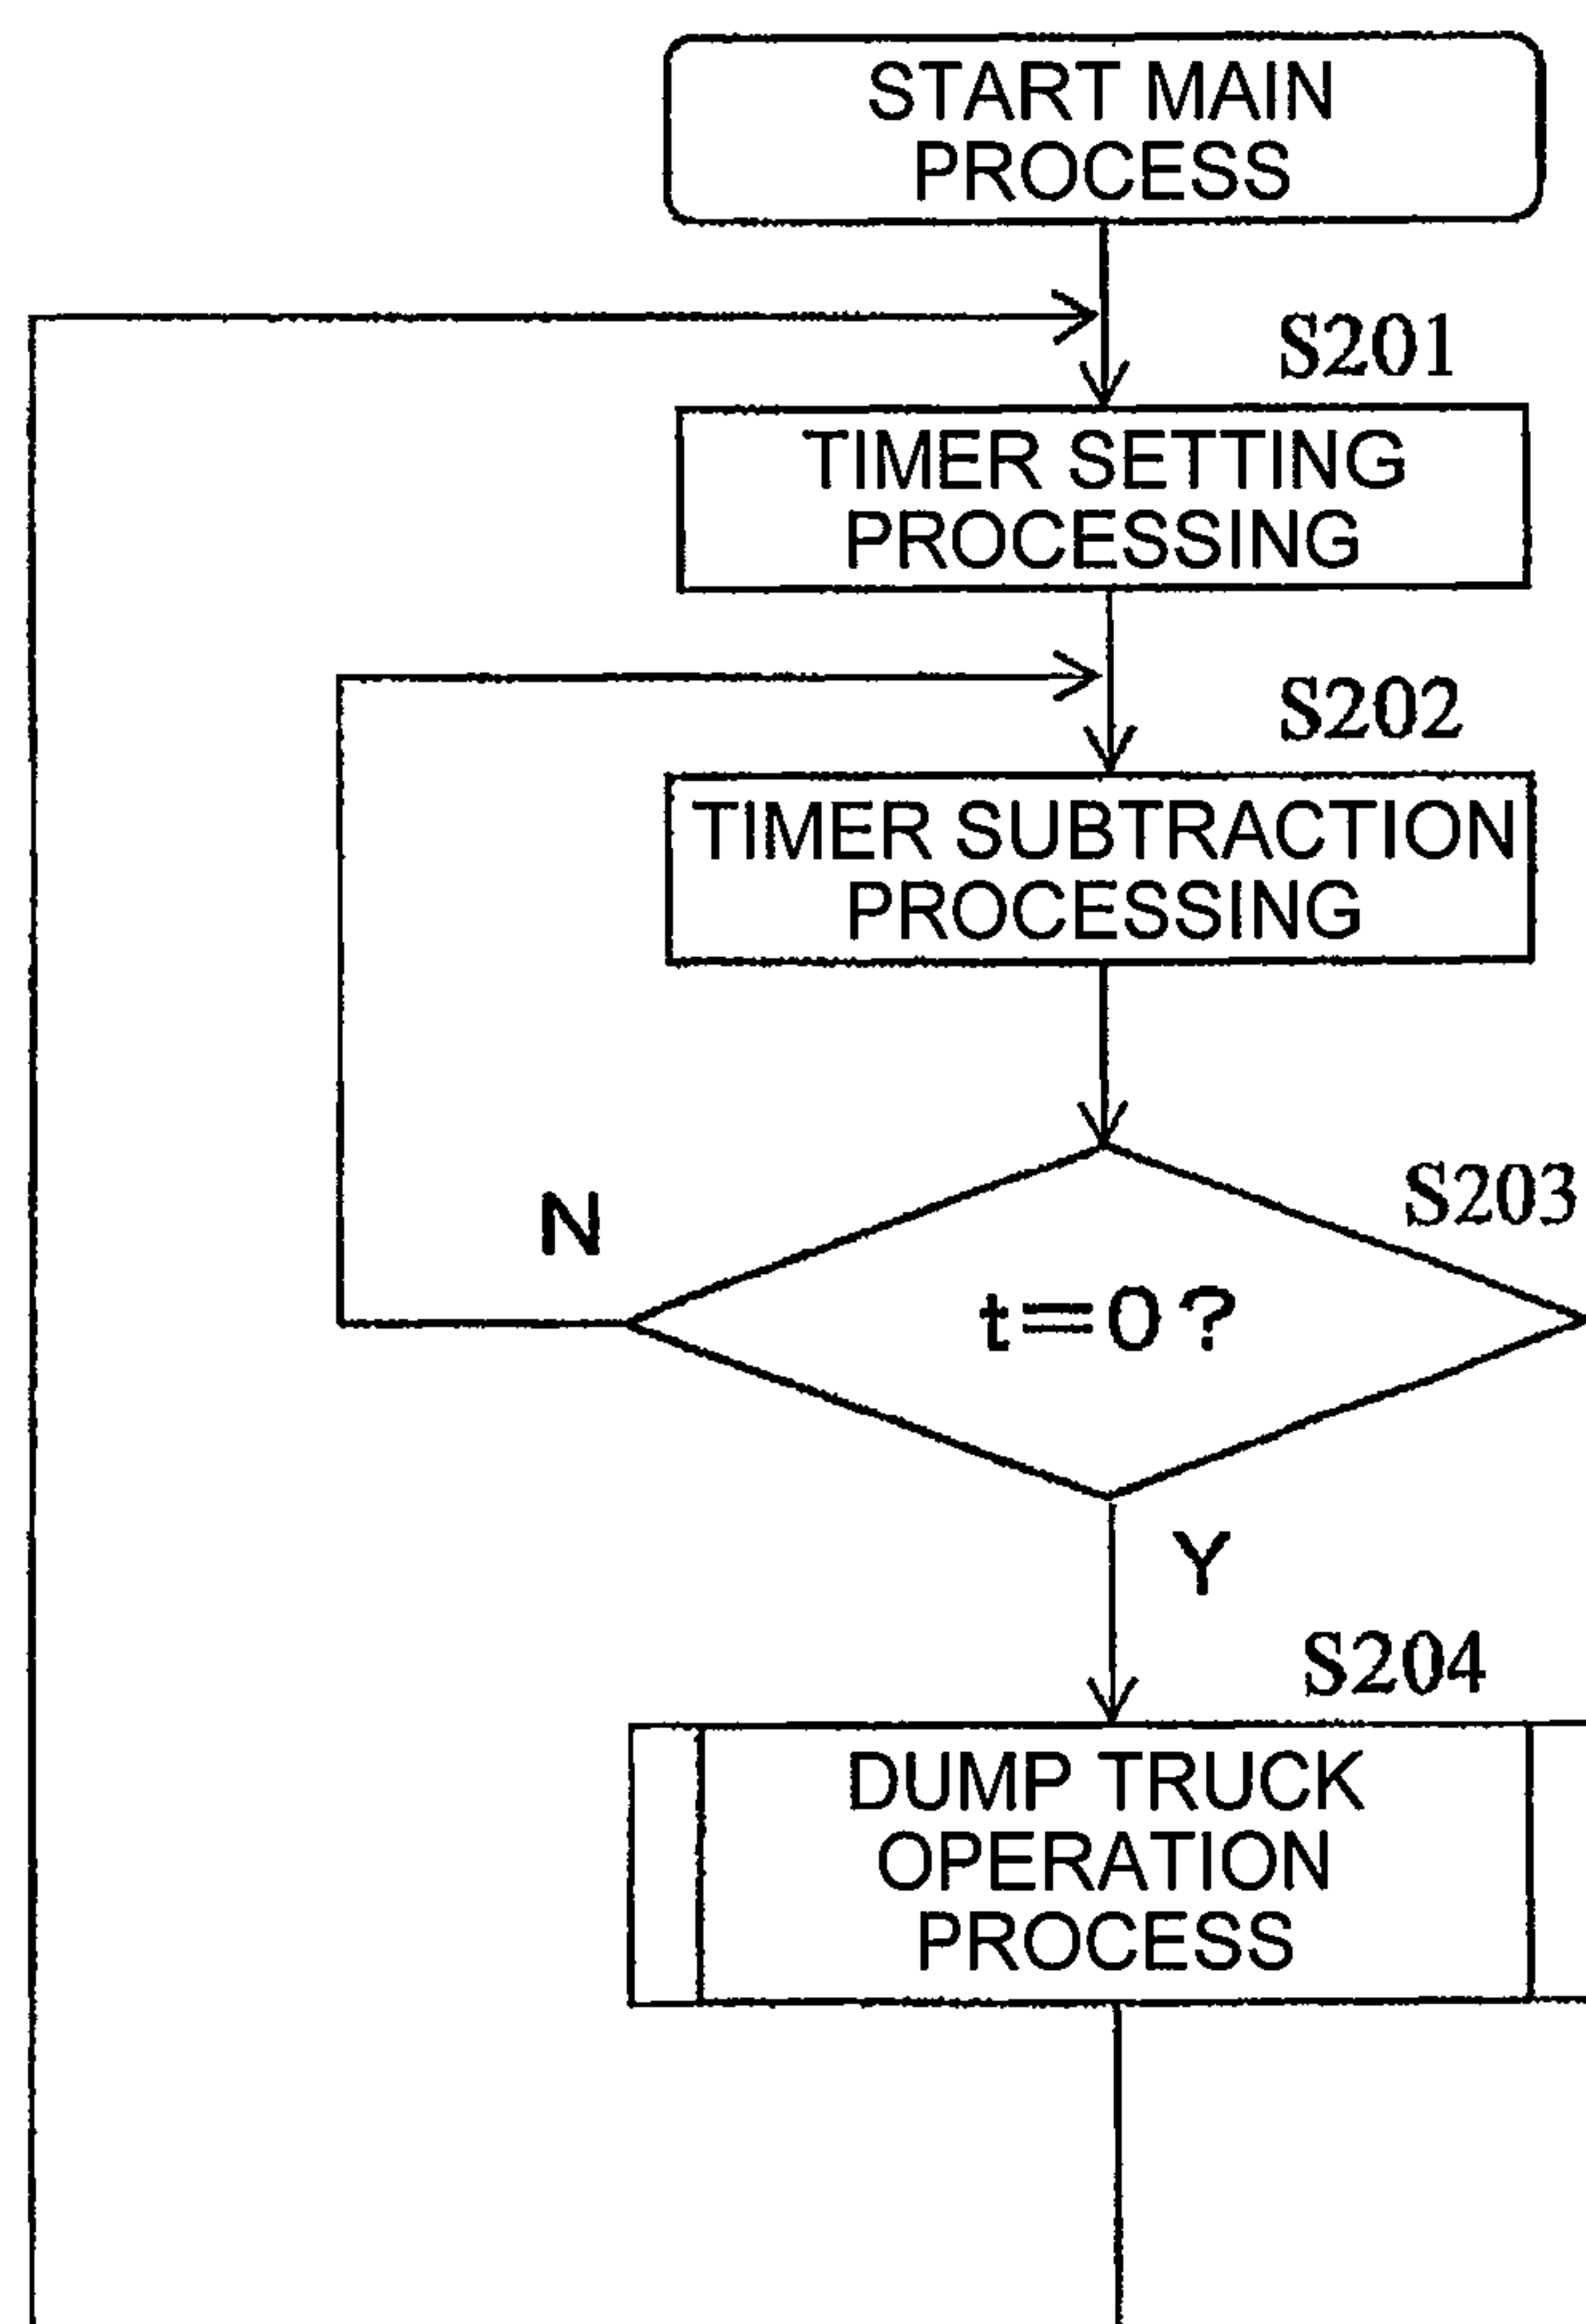 START MAIN
PROCESS
S201
TIMER SETTING
PROCESSING
S202
TIMER SUBTRACTION
PROCESSING
S203
N
t=0?
Y
S204
DUMP TRUCK
OPERATION
PROCESS